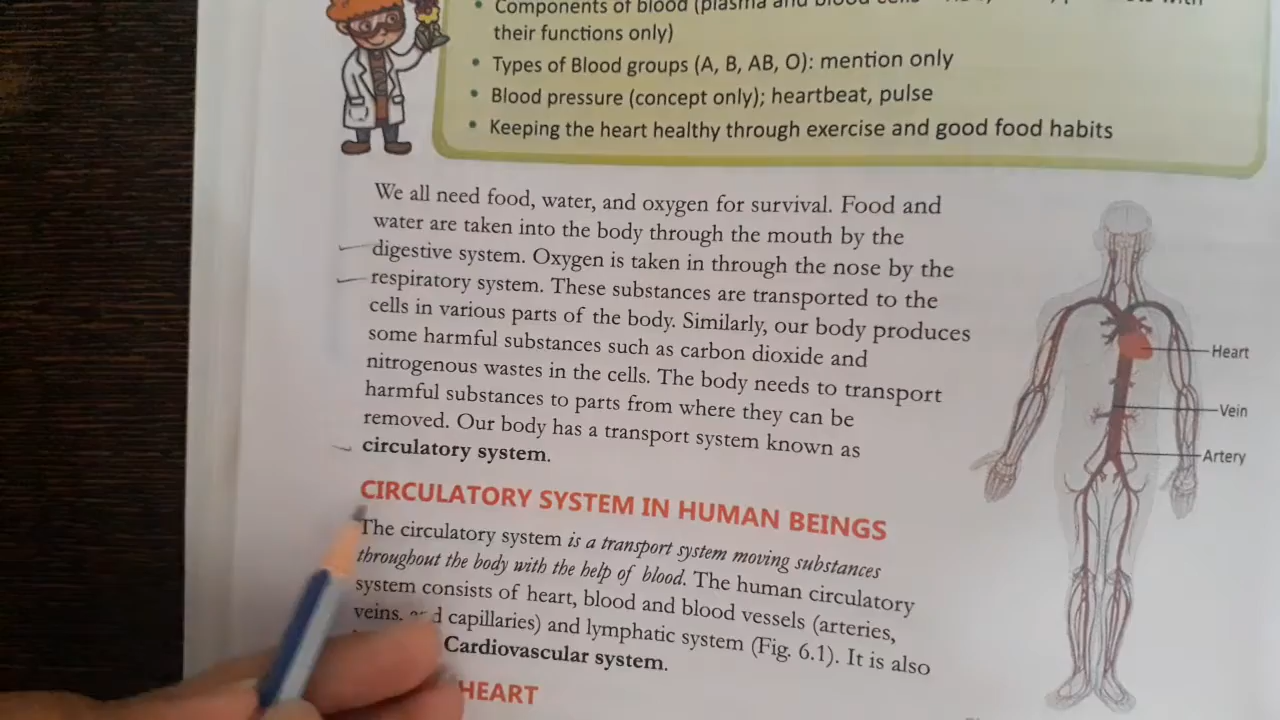 Components of blood (plasma and blood cells
their functions only)
• Types of Blood groups (A, B, AB, O): mention only
• Blood pressure (concept only); heartbeat, pulse
• Keeping the heart healthy through exercise and good food habits
We all need food, water, and oxygen for survival. Food and
water are taken into the body through the mouth by the
digestive system. Oxygen is taken in through the nose by the
respiratory system. These substances are transported to the
cells in various parts of the body. Similarly, our body produces
some harmful substances such as carbon dioxide and
nitrogenous wastes in the cells. The body needs to transport
harmful substances to parts from where they can be
removed. Our body has a transport system known as
circulatory system.
Heart
Vein
Artery
CIRCULATORY SYSTEM IN HUMAN BEINGS
The circulatory system is a transport system moving substances
throughout the body with the help of blood. The human circulatory
system consists of heart, blood and blood vessels (arteries,
veins, capillaries) and lymphatic system (Fig. 6.1). It is also
Cardiovascular system.
HEART